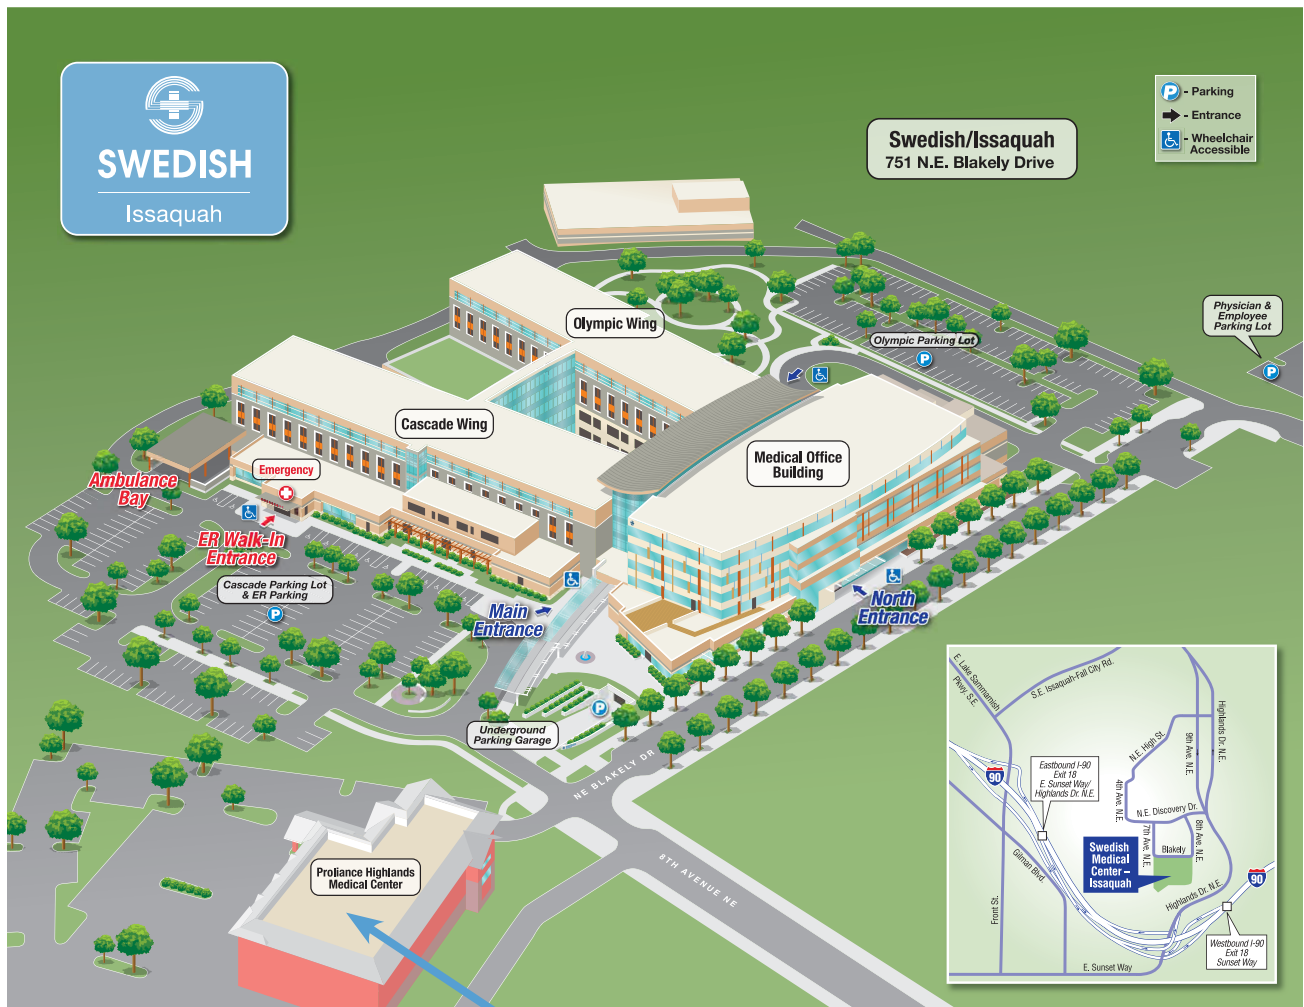 SWEDISH
Issaquah
Swedish/Issaquah
751 N.E. Blakely Drive
P - Parking
- Entrance
- Wheelchair
Accessible
Olympic Wing
Olympic Parking Lot
P
Physician &
Employee
Parking Lot
P
Cascade Wing
Medical Office
Building
Emergency
Ambulance
Bay
ER Walk-In
Entrance
Cascade Parking Lot
& ER Parking
P
Main
Entrance
North
Entrance
Underground
Parking Garage
P
NE BLAKELY DR
8TH AVENUE NE
Proliance Highlands
Medical Center
E. Lake Sammamish
Pkwy. S.E.
S.E. Issaquah-Fall City Rd.
Highlands Dr. N.E.
9th Ave. N.E.
N.E. High St.
4th Ave. N.E.
N.E. Discovery Dr.
7th Ave. N.E.
8th Ave. N.E.
Blakely
90
Eastbound I-90
Exit 18
E. Sunset Way/
Highlands Dr. N.E.
Swedish
Medical
Center –
Issaquah
Gilman Blvd.
Front St.
Highlands Dr. N.E.
90
Westbound I-90
Exit 18
Sunset Way
E. Sunset Way